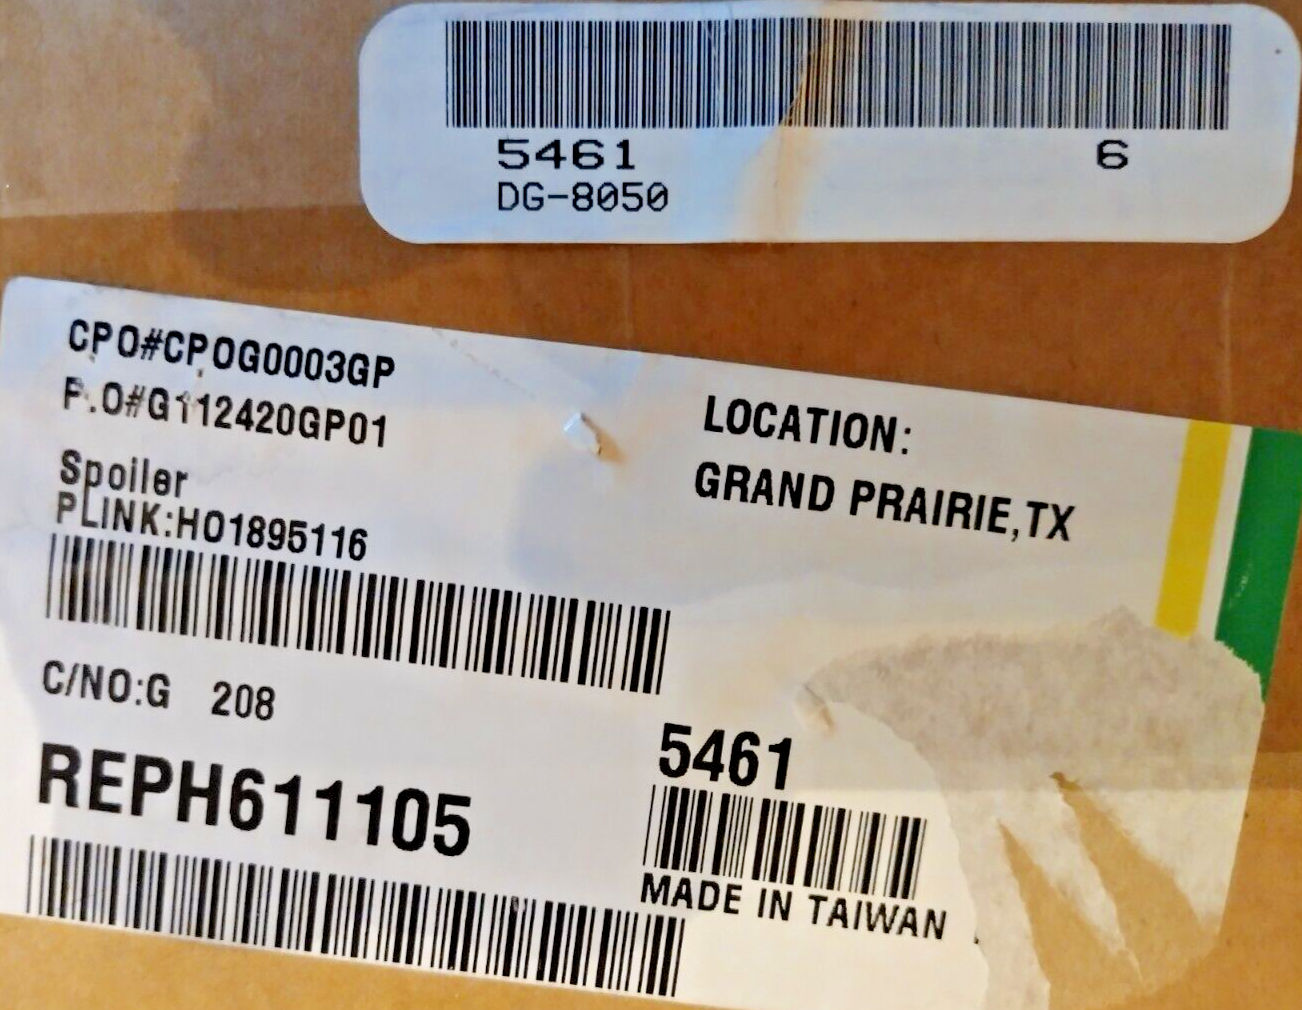 5461 6
DG-8050
CPO#CPOG0003GP
P.O#G112420GP01
Spoiler
PLINK:HO1895116
LOCATION:
GRAND PRAIRIE,TX
C/NO:G 208
REPH611105
5461
MADE IN TAIWAN